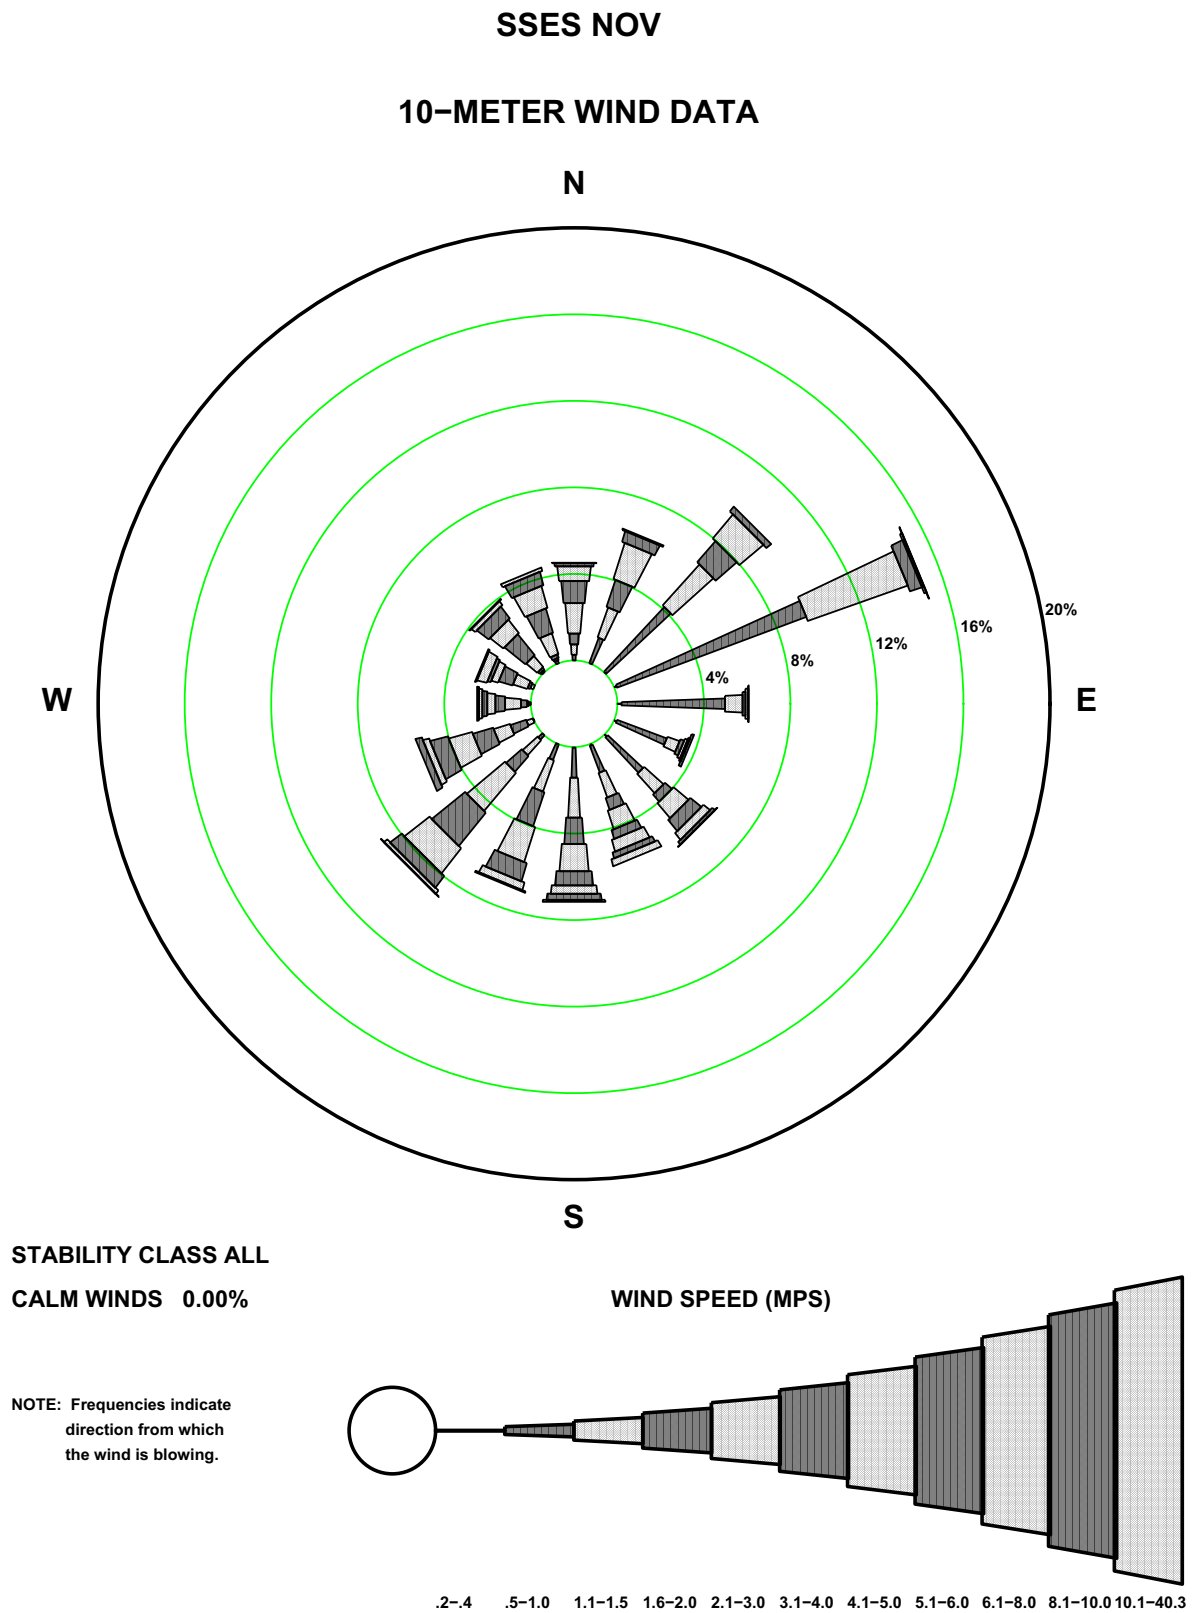 SSES NOV
10−METER WIND DATA
N
20%
16%
12%
8%
4%
W
E
S
STABILITY CLASS ALL
CALM WINDS 0.00%
WIND SPEED (MPS)
NOTE: Frequencies indicate
direction from which
the wind is blowing.
.2−.4 .5−1.0 1.1−1.5 1.6−2.0 2.1−3.0 3.1−4.0 4.1−5.0 5.1−6.0 6.1−8.0 8.1−10.0 10.1−40.3